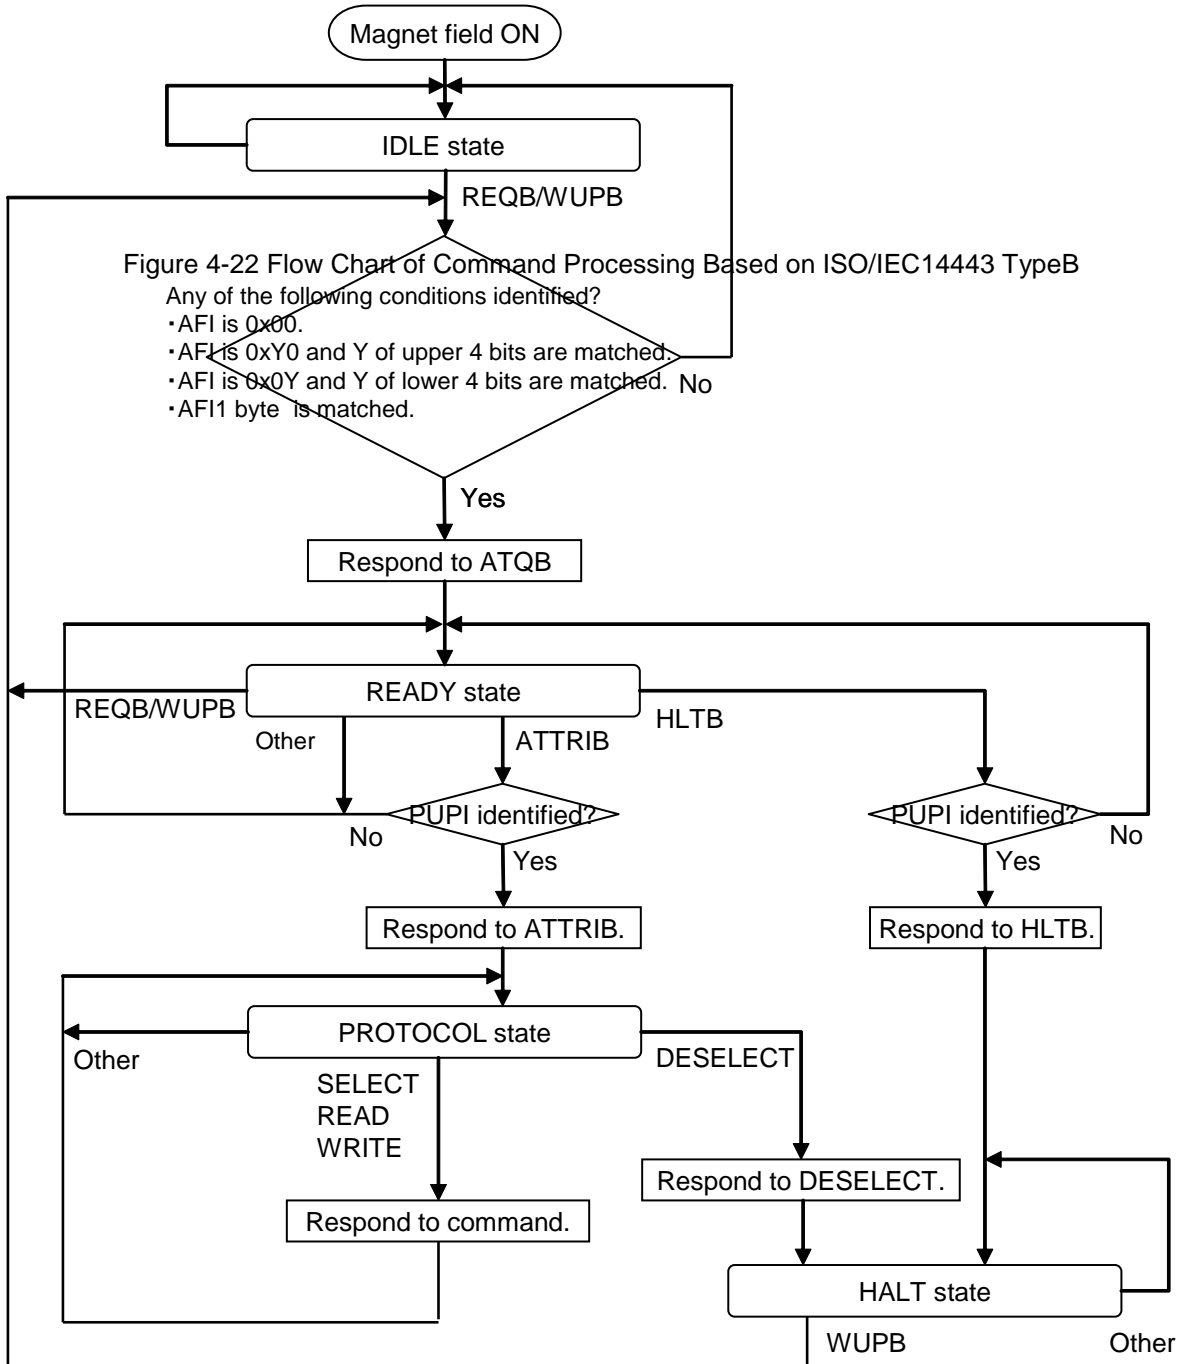 Magnet field ON
IDLE state
REQB/WUPB
Figure 4-22 Flow Chart of Command Processing Based on ISO/IEC14443 TypeB
Any of the following conditions identified?
・AFI is 0x00.
・AFI is 0xY0 and Y of upper 4 bits are matched.
・AFI is 0x0Y and Y of lower 4 bits are matched.
・AFI1 byte  is matched.
No
Yes
Respond to ATQB
READY state
REQB/WUPB
Other
ATTRIB
HLTB
PUPI identified?
No
Yes
PUPI identified?
No
Yes
Respond to ATTRIB.
Respond to HLTB.
PROTOCOL state
Other
SELECT
READ
WRITE
DESELECT
Respond to DESELECT.
Respond to command.
HALT state
WUPB
Other